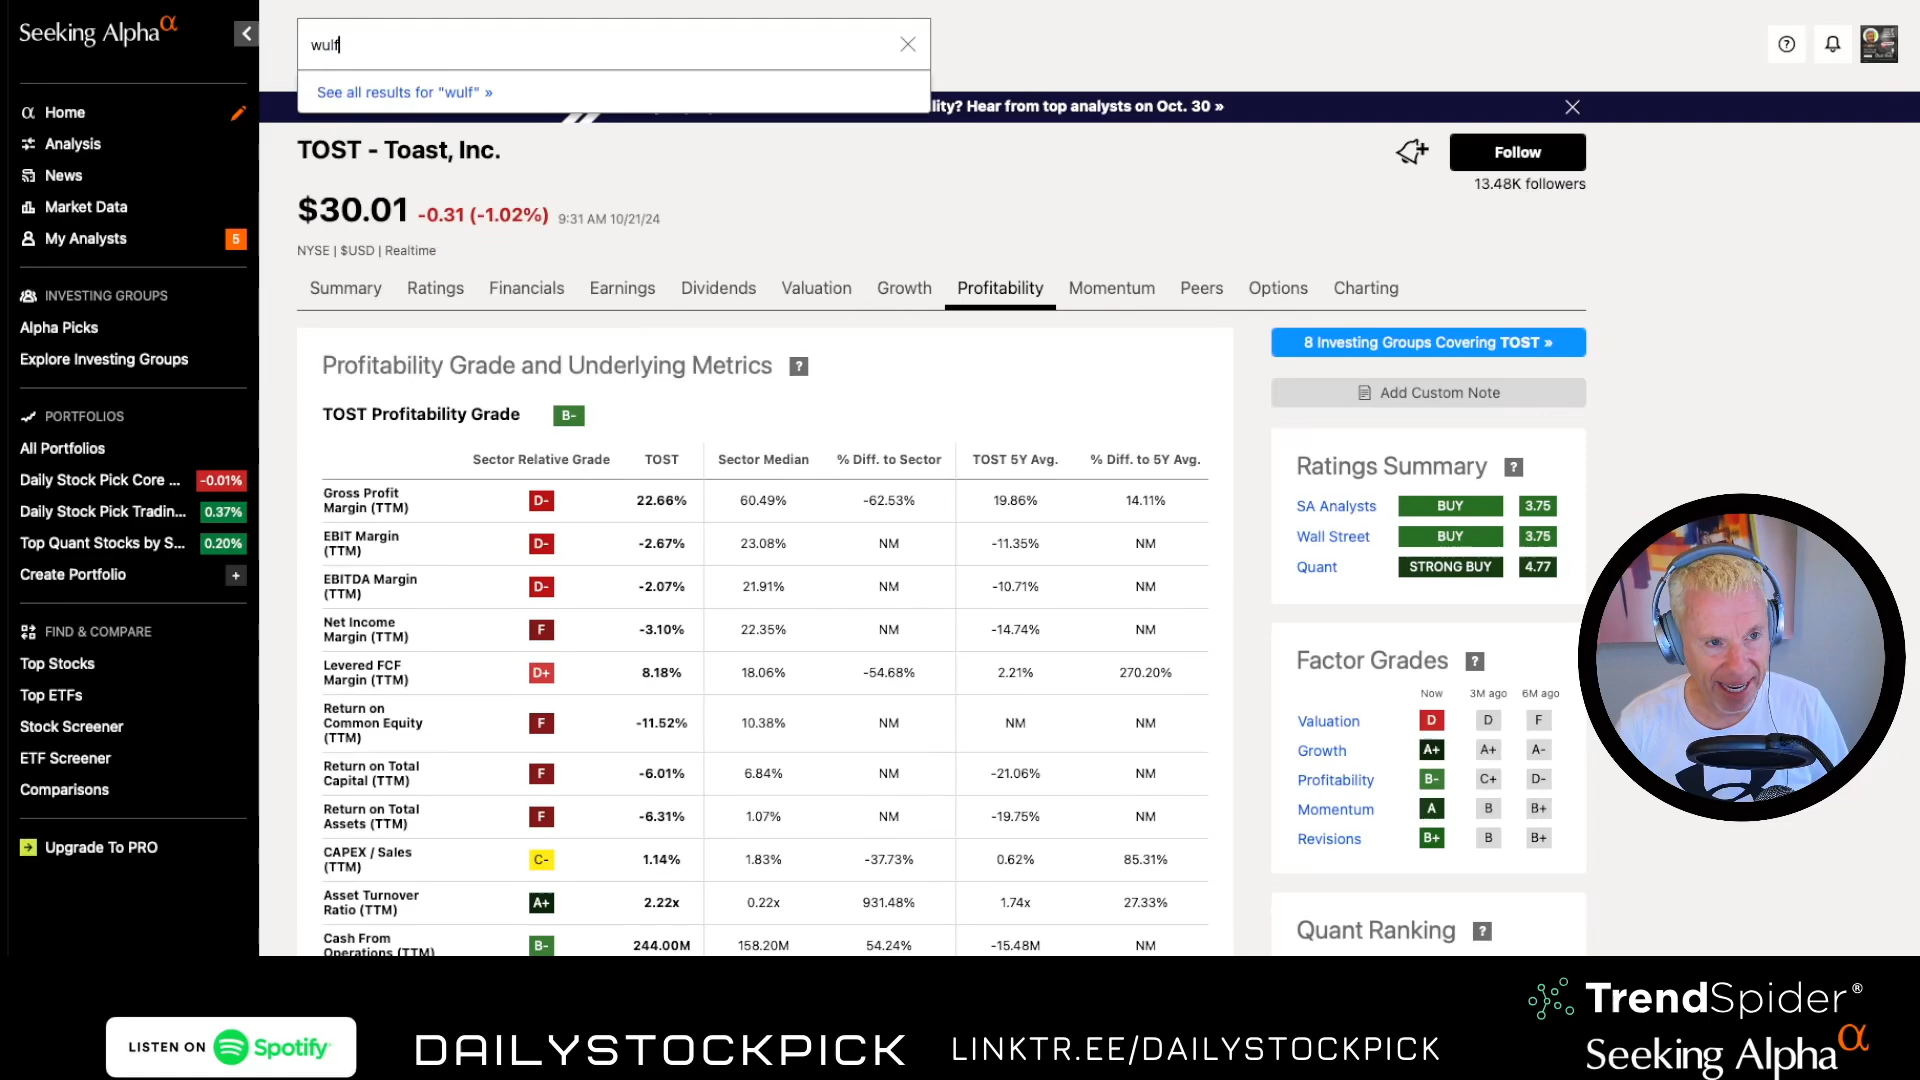 Seeking Alpha α
wulf
See all results for "wulf" »
lity? Hear from top analysts on Oct. 30 »
α Home
Analysis
News
Market Data
My Analysts 5
INVESTING GROUPS
Alpha Picks
Explore Investing Groups
PORTFOLIOS
All Portfolios
Daily Stock Pick Core ... -0.01%
Daily Stock Pick Tradin... 0.37%
Top Quant Stocks by S... 0.20%
Create Portfolio +
FIND & COMPARE
Top Stocks
Top ETFs
Stock Screener
ETF Screener
Comparisons
Upgrade To PRO
TOST - Toast, Inc.
Follow
13.48K followers
$30.01 -0.31 (-1.02%) 9:31 AM 10/21/24
NYSE | $USD | Realtime
Summary Ratings Financials Earnings Dividends Valuation Growth Profitability Momentum Peers Options Charting
Profitability Grade and Underlying Metrics ?
TOST Profitability Grade B-
Sector Relative Grade TOST Sector Median % Diff. to Sector TOST 5Y Avg. % Diff. to 5Y Avg.
Gross Profit
Margin (TTM) D- 22.66% 60.49% -62.53% 19.86% 14.11%
EBIT Margin
(TTM) D- -2.67% 23.08% NM -11.35% NM
EBITDA Margin
(TTM) D- -2.07% 21.91% NM -10.71% NM
Net Income
Margin (TTM) F -3.10% 22.35% NM -14.74% NM
Levered FCF
Margin (TTM) D+ 8.18% 18.06% -54.68% 2.21% 270.20%
Return on
Common Equity
(TTM) F -11.52% 10.38% NM NM NM
Return on Total
Capital (TTM) F -6.01% 6.84% NM -21.06% NM
Return on Total
Assets (TTM) F -6.31% 1.07% NM -19.75% NM
CAPEX / Sales
(TTM) C- 1.14% 1.83% -37.73% 0.62% 85.31%
Asset Turnover
Ratio (TTM) A+ 2.22x 0.22x 931.48% 1.74x 27.33%
Cash From
Operations (TTM) B- 244.00M 158.20M 54.24% -15.48M NM
8 Investing Groups Covering TOST »
Add Custom Note
Ratings Summary ?
SA Analysts BUY 3.75
Wall Street BUY 3.75
Quant STRONG BUY 4.77
Factor Grades ?
Now 3M ago 6M ago
Valuation D D F
Growth A+ A+ A-
Profitability B- C+ D-
Momentum A B B+
Revisions B+ B B+
Quant Ranking ?
LISTEN ON Spotify
DAILYSTOCKPICK
LINKTR.EE/DAILYSTOCKPICK
TrendSpider®
Seeking Alpha α